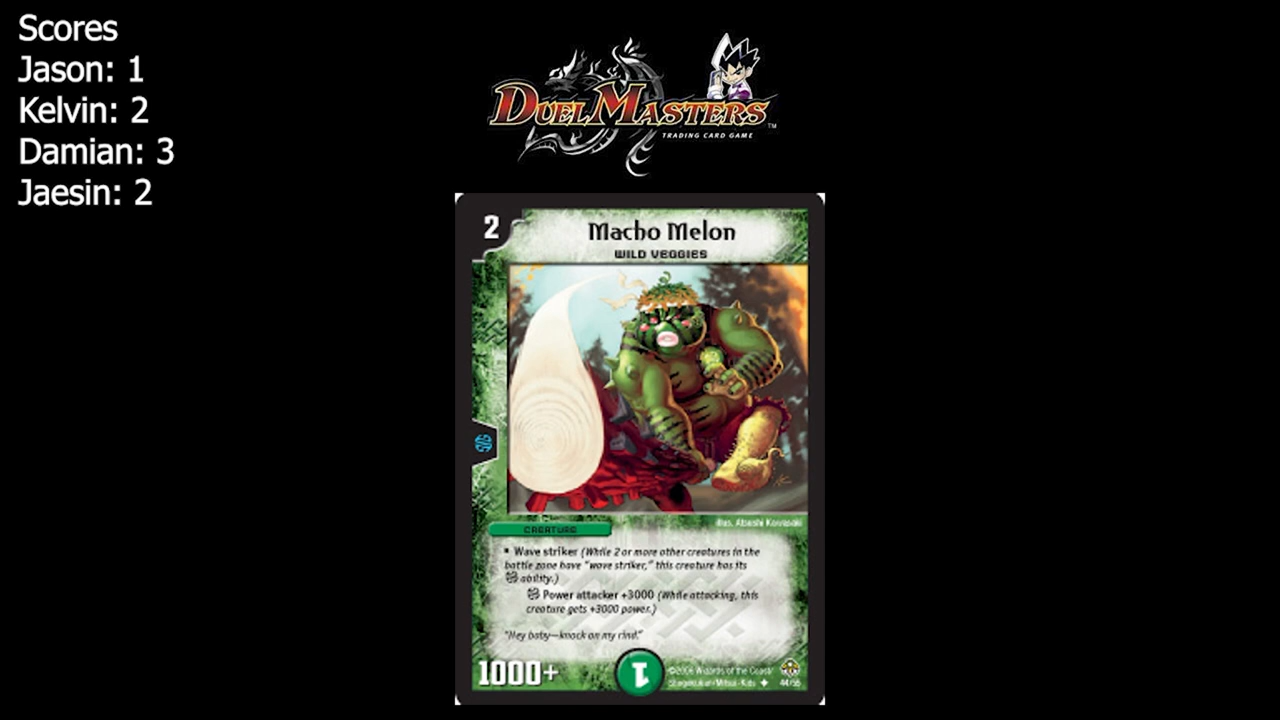 Scores
Jason: 1
Kelvin: 2
Damian: 3
Jaesin: 2
DUEL MASTERS™
TRADING CARD GAME
2
Macho Melon
WILD VEGGIES
CREATURE
illus. Atsushi Kawasaki
▪ Wave striker (While 2 or more other creatures in the
battle zone have "wave striker," this creature has its
ability.)
Power attacker +3000 (While attacking, this
creature gets +3000 power.)
"Hey baby—knock on my rind."
1000+
1
©2006 Wizards of the Coast/
44/55